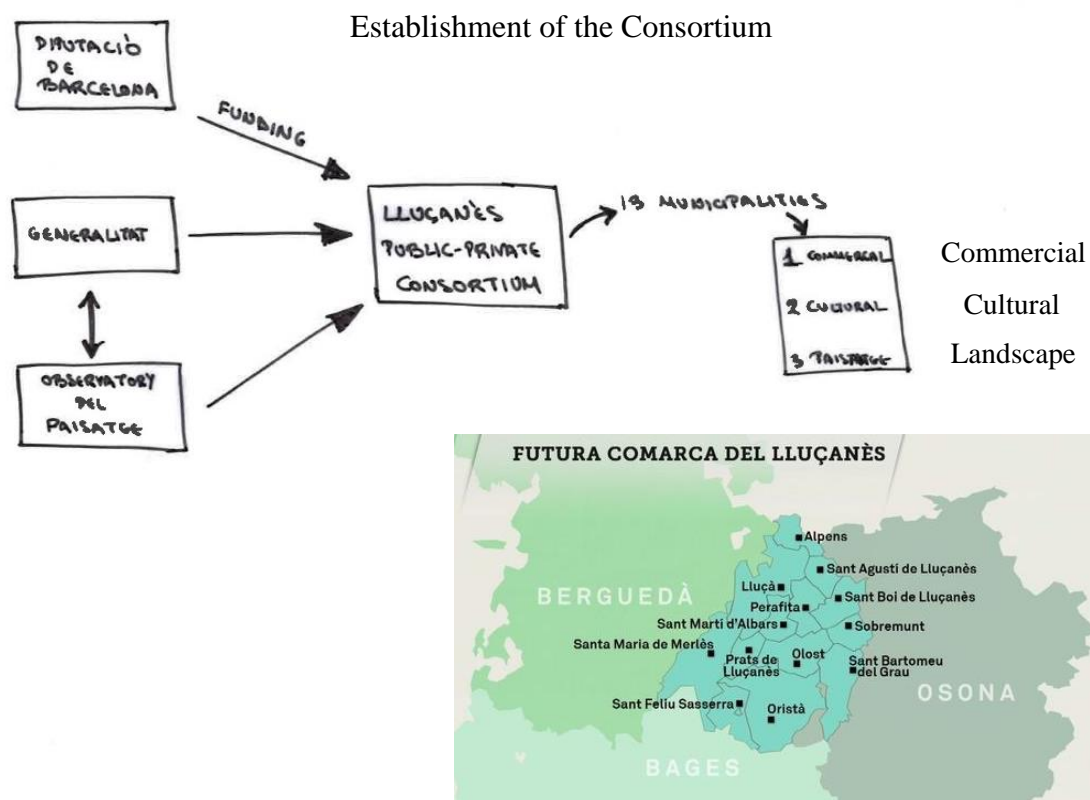 Establishment of the Consortium
DIPUTACIÒ
DE
BARCELONA
FUNDING
GENERALITAT
OBSERVATORY
DEL
PAISATGE
LLUÇANÈS
PUBLIC-PRIVATE
CONSORTIUM
13 MUNICIPALITIES
1 COMMERCAL
2 CULTURAL
3 PAISATGE
Commercial
Cultural
Landscape
FUTURA COMARCA DEL LLUÇANÈS
Alpens
Sant Agustí de Lluçanès
BERGUEDÀ
Lluçà
Sant Boi de Lluçanès
Perafita
Sant Martí d'Albars
Sobremunt
Santa Maria de Merlès
Prats de
Lluçanès
Olost
Sant Bartomeu
del Grau
OSONA
Sant Feliu Sasserra
Oristà
BAGES